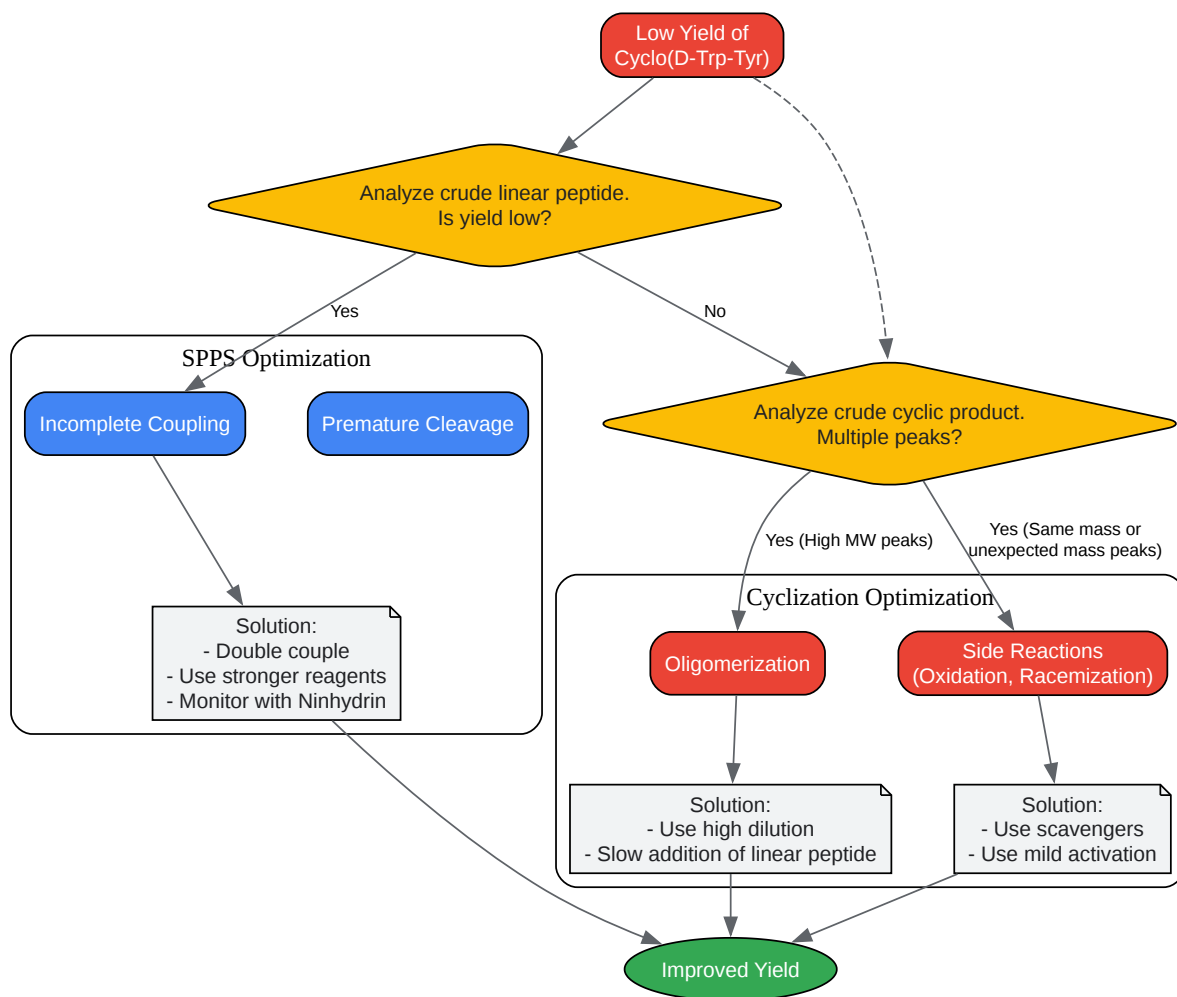 Low Yield of
Cyclo(D-Trp-Tyr)
Analyze crude linear peptide.
Is yield low?
Yes
No
SPPS Optimization
Incomplete Coupling
Premature Cleavage
Analyze crude cyclic product.
Multiple peaks?
Yes (High MW peaks)
Yes (Same mass or
unexpected mass peaks)
Cyclization Optimization
Solution:
- Double couple
- Use stronger reagents
- Monitor with Ninhydrin
Oligomerization
Side Reactions
(Oxidation, Racemization)
Solution:
- Use high dilution
- Slow addition of linear peptide
Solution:
- Use scavengers
- Use mild activation
Improved Yield